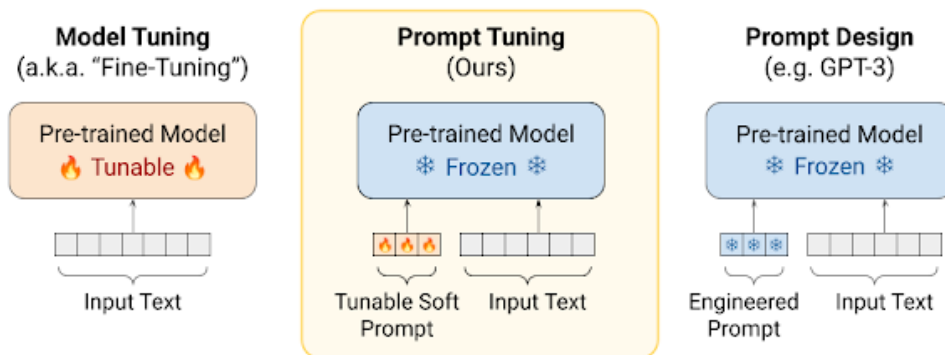 Model Tuning
(a.k.a. “Fine-Tuning”)
Pre-trained Model
Tunable
Input Text
Prompt Tuning
(Ours)
Pre-trained Model
Frozen
Tunable Soft
Prompt
Input Text
Prompt Design
(e.g. GPT-3)
Pre-trained Model
Frozen
Engineered
Prompt
Input Text